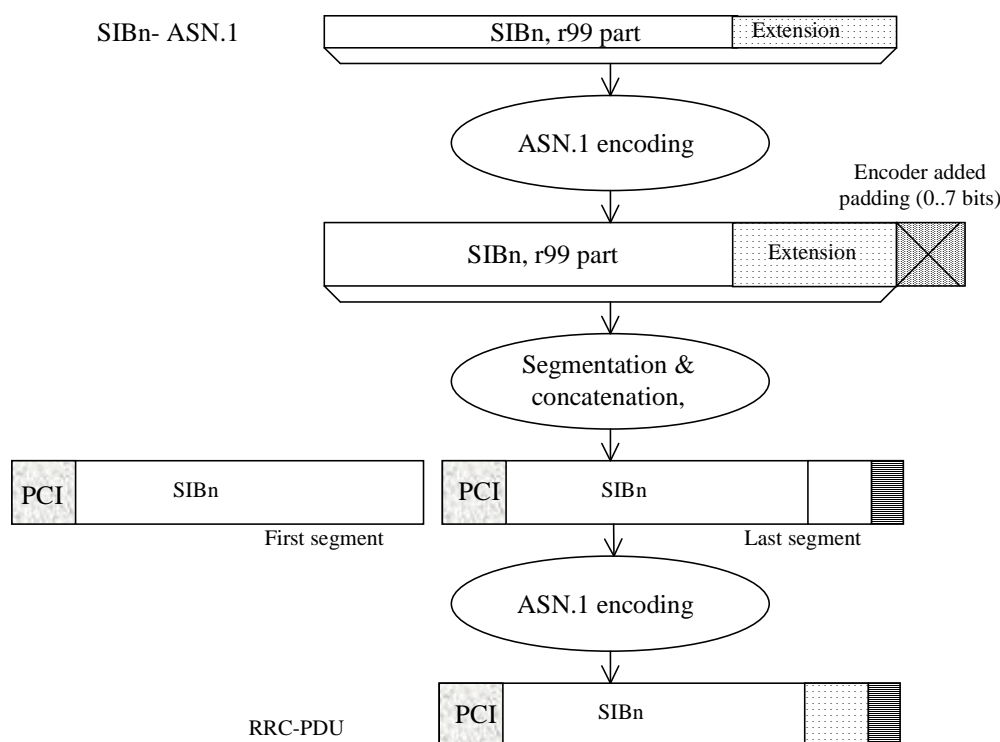 SIBn- ASN.1
SIBn, r99 part
Extension
ASN.1 encoding
Encoder added
padding (0..7 bits)
SIBn, r99 part
Extension
Segmentation &
concatenation,
PCI
SIBn
PCI
SIBn
First segment
Last segment
ASN.1 encoding
PCI
SIBn
RRC-PDU